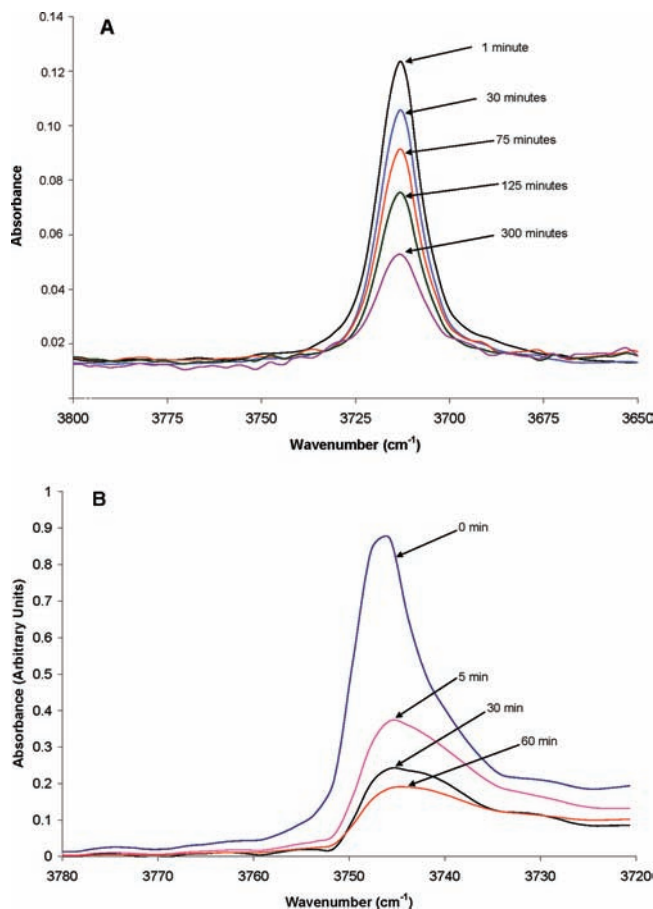 A
0.14
0.12
0.10
0.08
0.06
0.04
0.02
Absorbance
1 minute
30 minutes
75 minutes
125 minutes
300 minutes
3800 3775 3750 3725 3700 3675 3650
Wavenumber (cm⁻¹)
B
1
0.9
0.8
0.7
0.6
0.5
0.4
0.3
0.2
0.1
0
Absorbance (Arbitrary Units)
0 min
5 min
30 min
60 min
3780 3770 3760 3750 3740 3730 3720
Wavenumber (cm⁻¹)